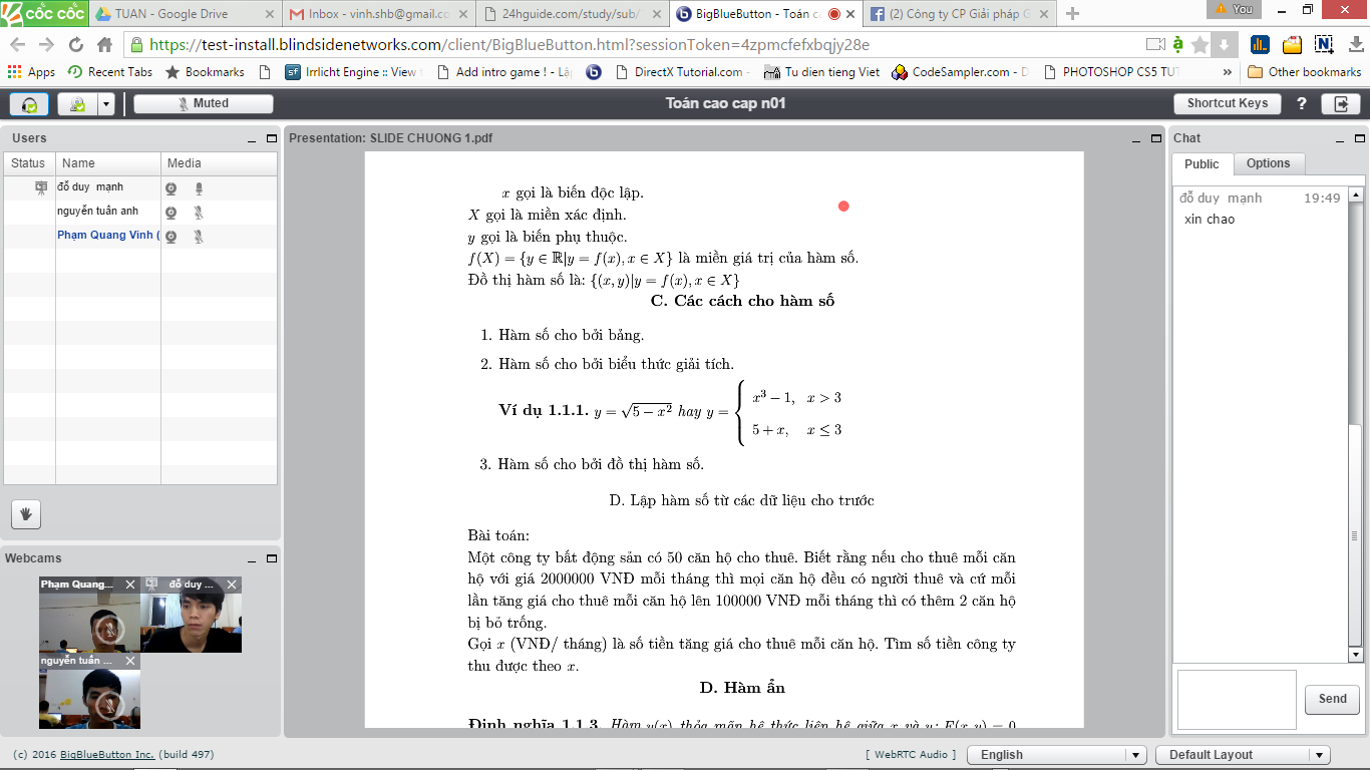 cốc cốc
TUAN - Google Drive
Inbox - vinh.shb@gmail.co
24hguide.com/study/sub/
BigBlueButton - Toán c
(2) Công ty CP Giải pháp G
You
https://test-install.blindsidenetworks.com/client/BigBlueButton.html?sessionToken=4zpmcfefxbqjy28e
Apps
Recent Tabs
Bookmarks
Irrlicht Engine :: View
Add intro game ! - Lập
DirectX Tutorial.com -
Tu dien tieng Viet
CodeSampler.com - D
PHOTOSHOP CS5 TUT
»
Other bookmarks
Muted
Toán cao cap n01
Shortcut Keys
?
Users
Status Name Media
đỗ duy mạnh
nguyễn tuấn anh
Phạm Quang Vinh (
Presentation: SLIDE CHUONG 1.pdf
x gọi là biến độc lập.
X gọi là miền xác định.
y gọi là biến phụ thuộc.
f(X) = {y ∈ ℝ|y = f(x), x ∈ X} là miền giá trị của hàm số.
Đồ thị hàm số là: {(x, y)|y = f(x), x ∈ X}
C. Các cách cho hàm số
1. Hàm số cho bởi bảng.
2. Hàm số cho bởi biểu thức giải tích.
Ví dụ 1.1.1. y = √(5 − x²) hay y = { x³ − 1, x > 3
5 + x, x ≤ 3
3. Hàm số cho bởi đồ thị hàm số.
D. Lập hàm số từ các dữ liệu cho trước
Bài toán:
Một công ty bất động sản có 50 căn hộ cho thuê. Biết rằng nếu cho thuê mỗi căn
hộ với giá 2000000 VNĐ mỗi tháng thì mọi căn hộ đều có người thuê và cứ mỗi
lần tăng giá cho thuê mỗi căn hộ lên 100000 VNĐ mỗi tháng thì có thêm 2 căn hộ
bị bỏ trống.
Gọi x (VNĐ/ tháng) là số tiền tăng giá cho thuê mỗi căn hộ. Tìm số tiền công ty
thu được theo x.
D. Hàm ẩn
Định nghĩa 1.1.3. Hàm y(x) thỏa mãn hệ thức liên hệ giữa x và y: F(x, y) = 0
Chat
Public
Options
đỗ duy mạnh 19:49
xin chao
Send
Webcams
Phạm Quang...
đỗ duy ...
nguyễn tuấn ...
(c) 2016 BigBlueButton Inc. (build 497)
[ WebRTC Audio ]
English
Default Layout